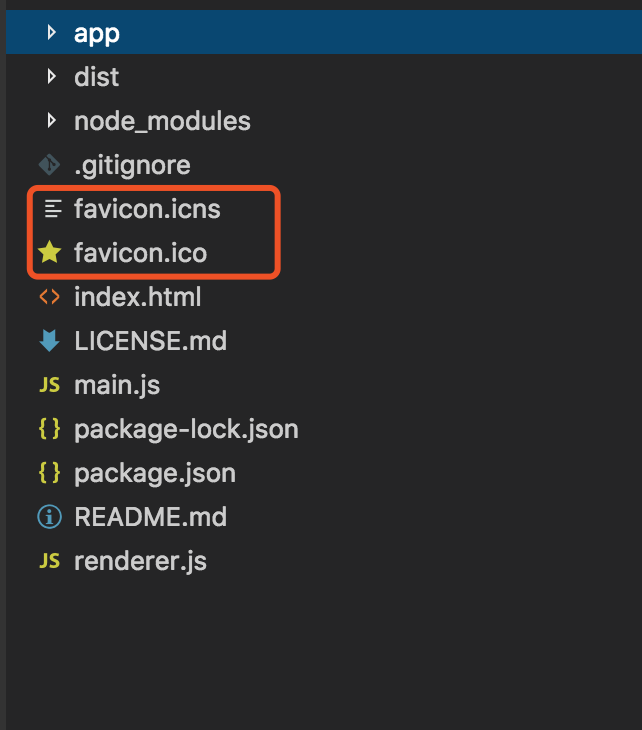 app
dist
node_modules
.gitignore
favicon.icns
favicon.ico
<> index.html
LICENSE.md
JS main.js
{} package-lock.json
{} package.json
README.md
JS renderer.js